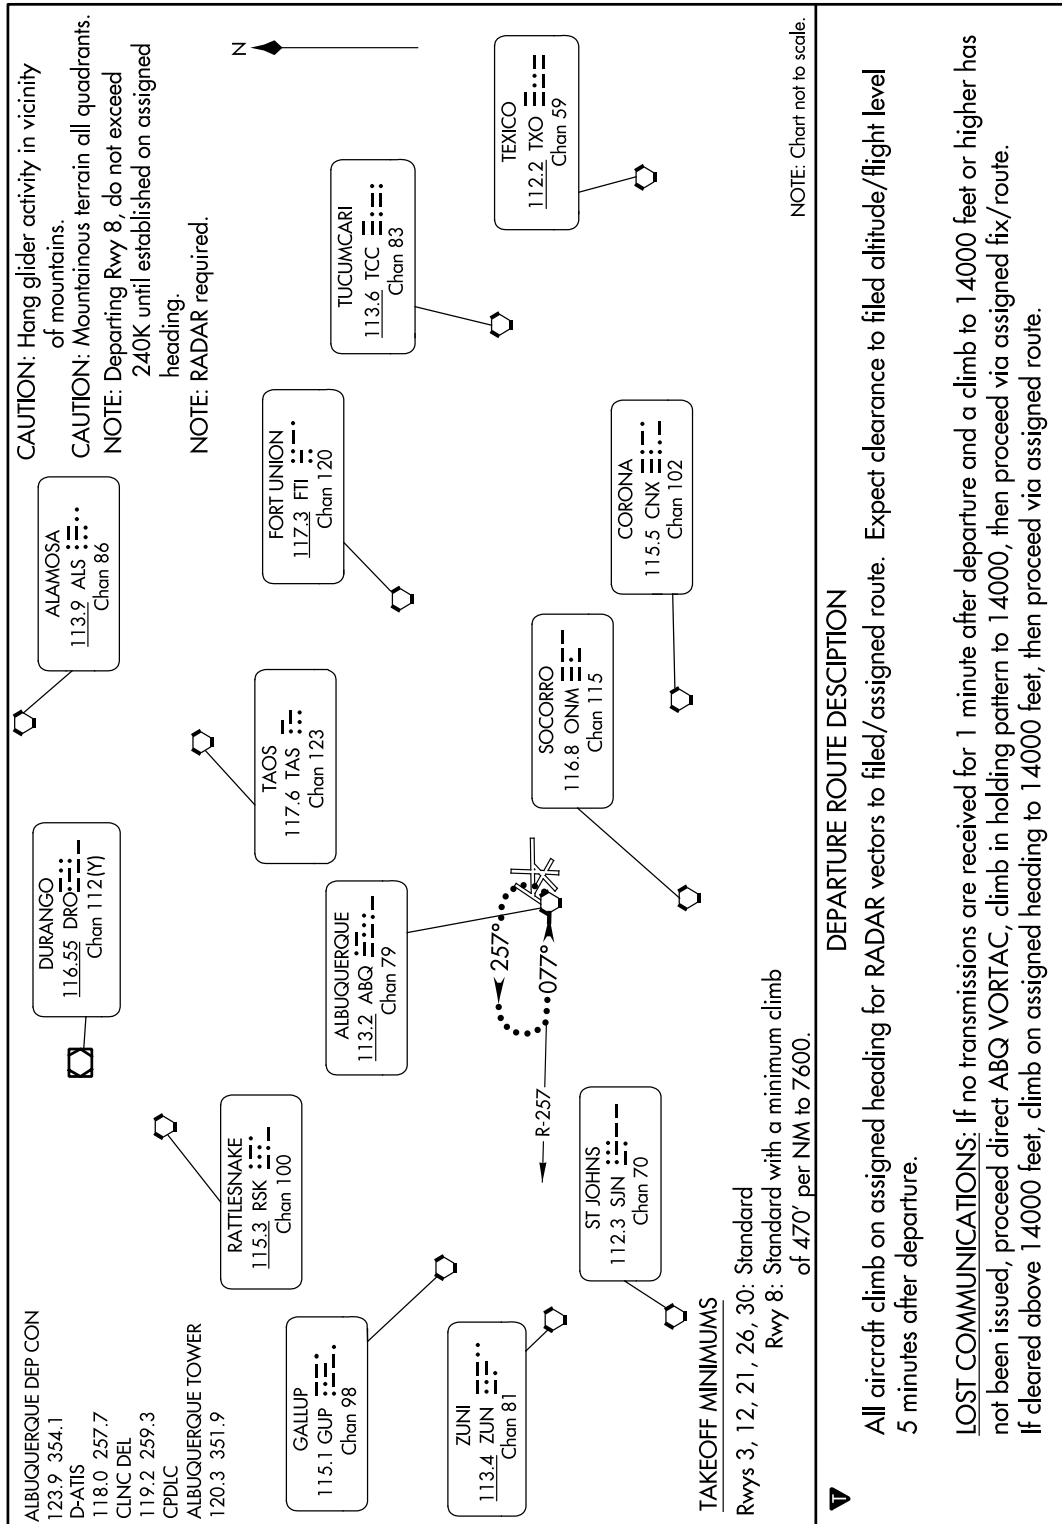 ALBUQUERQUE DEP CON
123.9 354.1
D-ATIS
118.0 257.7
CLNC DEL
119.2 259.3
CPDLC
ALBUQUERQUE TOWER
120.3 351.9
DURANGO
116.55 DRO
Chan 112(Y)
ALAMOSA
113.9 ALS
Chan 86
CAUTION: Hang glider activity in vicinity
of mountains.
CAUTION: Mountainous terrain all quadrants.
NOTE: Departing Rwy 8, do not exceed
240K until established on assigned
heading.
NOTE: RADAR required.
N
RATTLESNAKE
115.3 RSK
Chan 100
TAOS
117.6 TAS
Chan 123
FORT UNION
117.3 FTI
Chan 120
TUCUMCARI
113.6 TCC
Chan 83
GALLUP
115.1 GUP
Chan 98
ALBUQUERQUE
113.2 ABQ
Chan 79
TEXICO
112.2 TXO
Chan 59
ZUNI
113.4 ZUN
Chan 81
257°
077°
R-257
ST JOHNS
112.3 SJN
Chan 70
SOCORRO
116.8 ONM
Chan 115
CORONA
115.5 CNX
Chan 102
TAKEOFF MINIMUMS
Rwys 3, 12, 21, 26, 30: Standard
Rwy 8: Standard with a minimum climb
of 470' per NM to 7600.
NOTE: Chart not to scale.
T
DEPARTURE ROUTE DESCIPTION
All aircraft climb on assigned heading for RADAR vectors to filed/assigned route. Expect clearance to filed altitude/flight level
5 minutes after departure.
LOST COMMUNICATIONS: If no transmissions are received for 1 minute after departure and a climb to 14000 feet or higher has
not been issued, proceed direct ABQ VORTAC, climb in holding pattern to 14000, then proceed via assigned fix/route.
If cleared above 14000 feet, climb on assigned heading to 14000 feet, then proceed via assigned route.